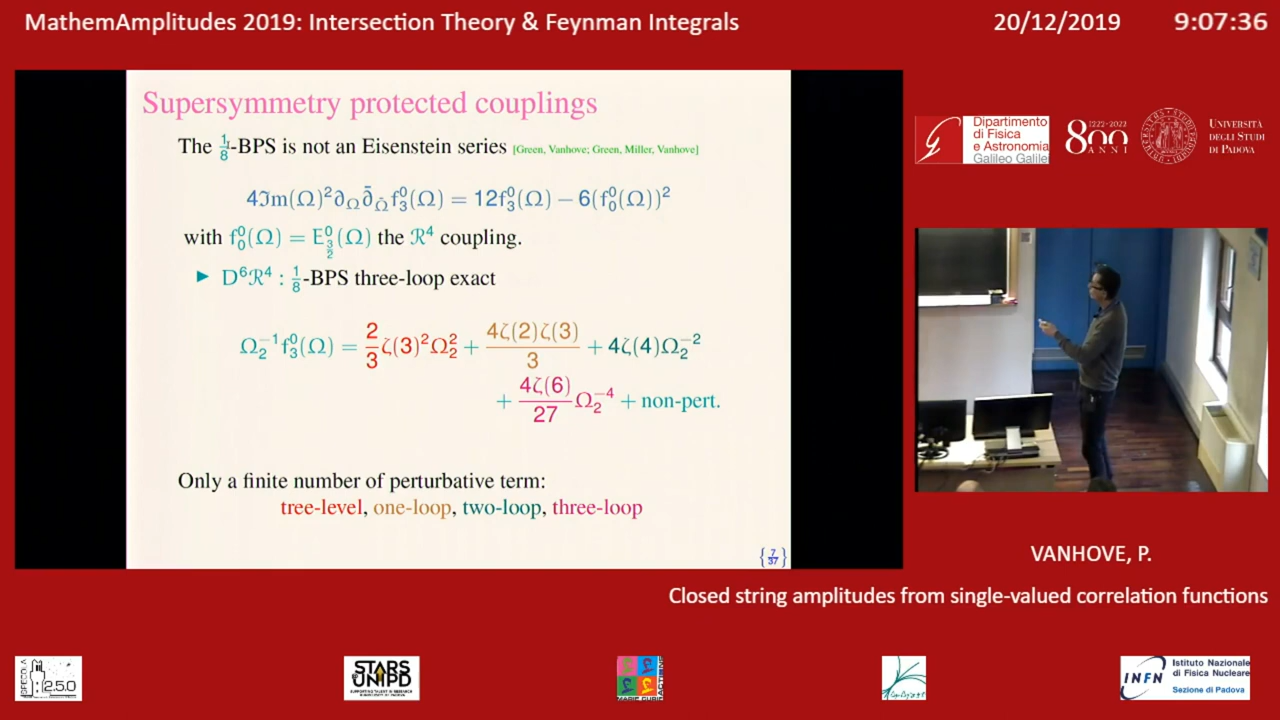 MathemAmplitudes 2019: Intersection Theory & Feynman Integrals
20/12/2019
9:07:36
Supersymmetry protected couplings
The 1/8-BPS is not an Eisenstein series [Green, Vanhove; Green, Miller, Vanhove]
4ℑm(Ω)²∂_Ω ∂̄_Ω̄ f₃⁰(Ω) = 12f₃⁰(Ω) − 6(f₀⁰(Ω))²
with f₀⁰(Ω) = E⁰_{3/2}(Ω) the ℛ⁴ coupling.
► D⁶ℛ⁴ : 1/8-BPS three-loop exact
Ω₂⁻¹f₃⁰(Ω) = 2/3 ζ(3)²Ω₂² + 4ζ(2)ζ(3)/3 + 4ζ(4)Ω₂⁻²
+ 4ζ(6)/27 Ω₂⁻⁴ + non-pert.
Only a finite number of perturbative term:
tree-level, one-loop, two-loop, three-loop
{7/37}
Dipartimento
di Fisica
e Astronomia
Galileo Galilei
1222-2022
800
ANNI
UNIVERSITÀ
DEGLI STUDI
DI PADOVA
VANHOVE, P.
Closed string amplitudes from single-valued correlation functions
STARS
UNIPD
INFN
Istituto Nazionale
di Fisica Nucleare
Sezione di Padova